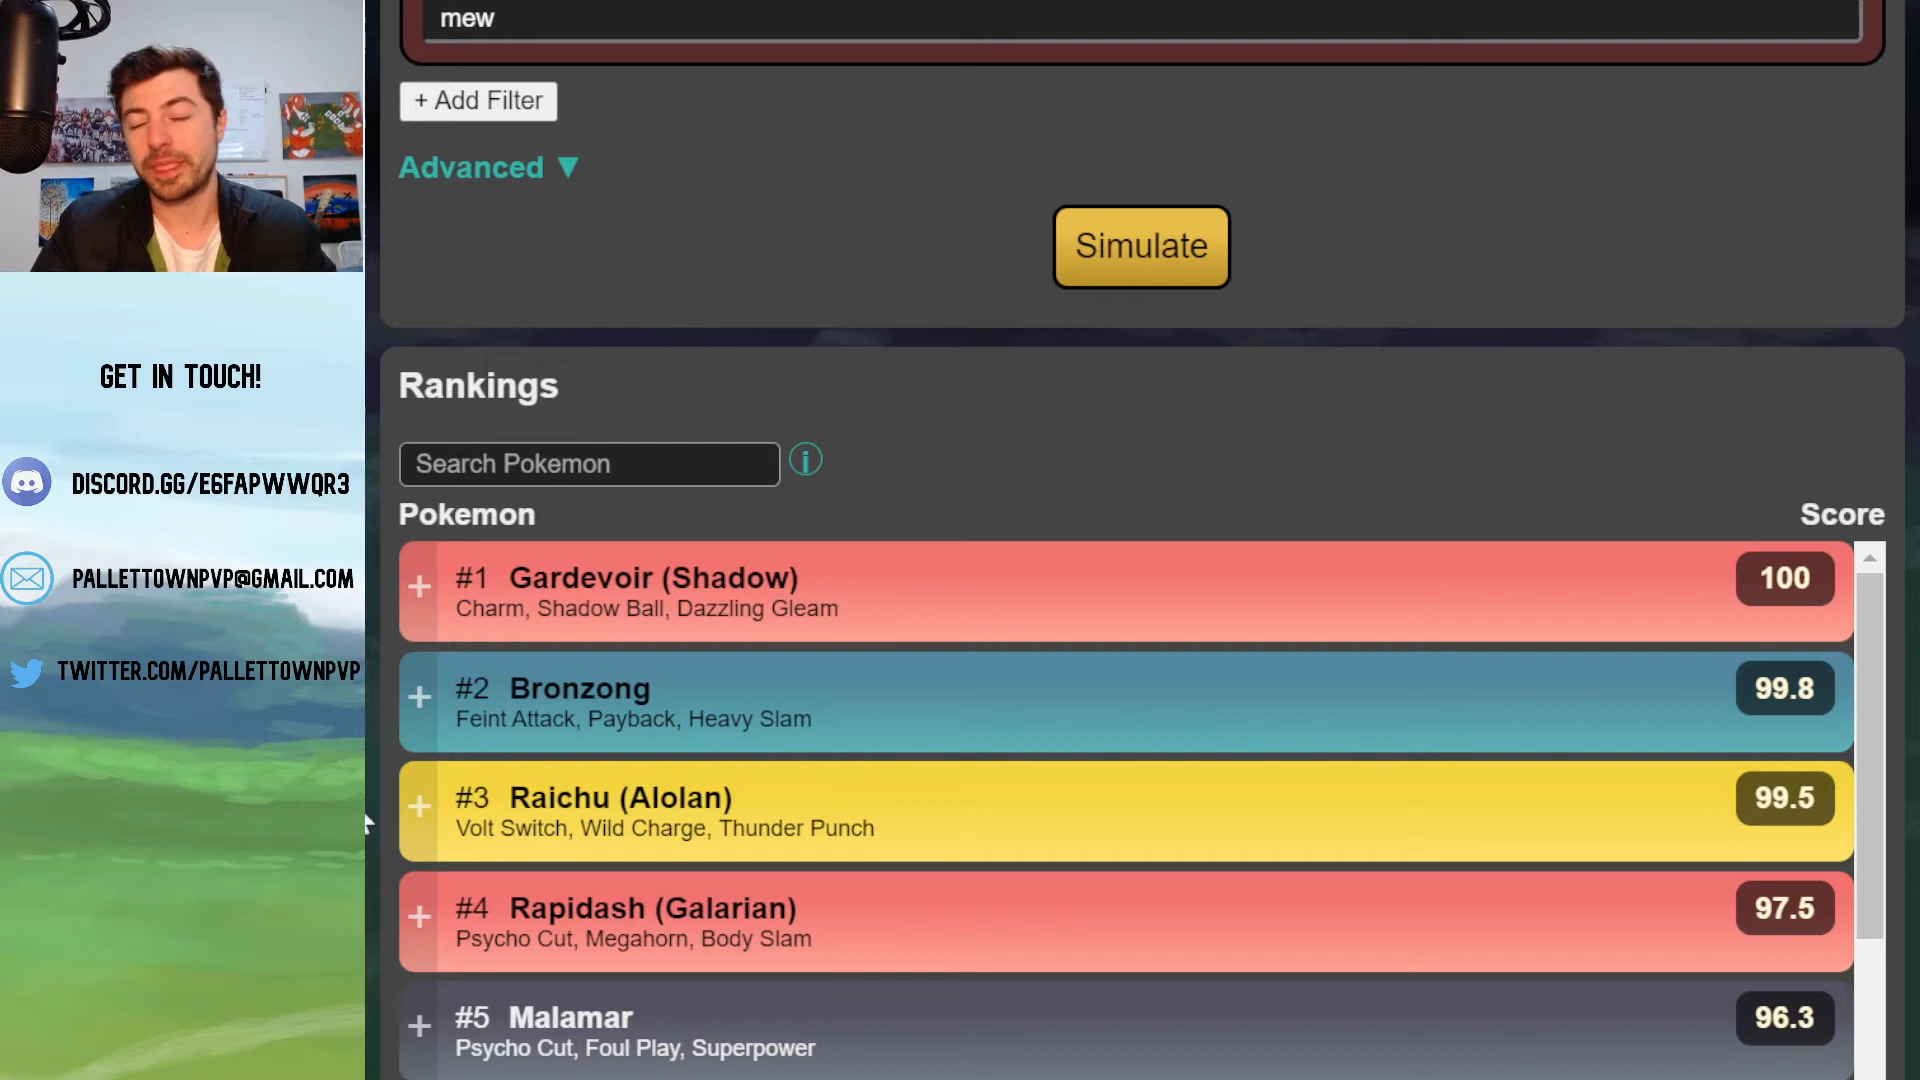 mew
+ Add Filter
Advanced ▼
Simulate
GET IN TOUCH!
DISCORD.GG/E6FAPWWQR3
PALLETTOWNPVP@GMAIL.COM
TWITTER.COM/PALLETTOWNPVP
Rankings
Search Pokemon
i
Pokemon Score
+ #1 Gardevoir (Shadow) 100
Charm, Shadow Ball, Dazzling Gleam
+ #2 Bronzong 99.8
Feint Attack, Payback, Heavy Slam
+ #3 Raichu (Alolan) 99.5
Volt Switch, Wild Charge, Thunder Punch
+ #4 Rapidash (Galarian) 97.5
Psycho Cut, Megahorn, Body Slam
+ #5 Malamar 96.3
Psycho Cut, Foul Play, Superpower